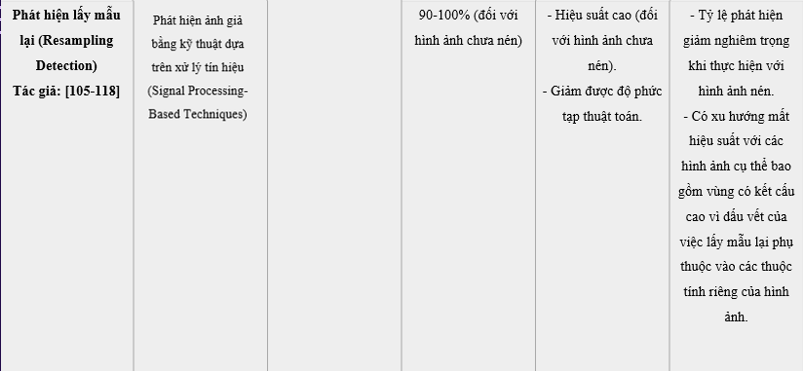 Phát hiện lấy mẫu
lại (Resampling
Detection)
Tác giả: [105-118]
Phát hiện ảnh giả
bằng kỹ thuật dựa
trên xử lý tín hiệu
(Signal Processing-
Based Techniques)
90-100% (đối với
hình ảnh chưa nén)
- Hiệu suất cao (đối
với hình ảnh chưa
nén).
- Giảm được độ phức
tạp thuật toán.
- Tỷ lệ phát hiện
giảm nghiêm trọng
khi thực hiện với
hình ảnh nén.
- Có xu hướng mất
hiệu suất với các
hình ảnh cụ thể bao
gồm vùng có kết cấu
cao vì dấu vết của
việc lấy mẫu lại phụ
thuộc vào các thuộc
tính riêng của hình
ảnh.